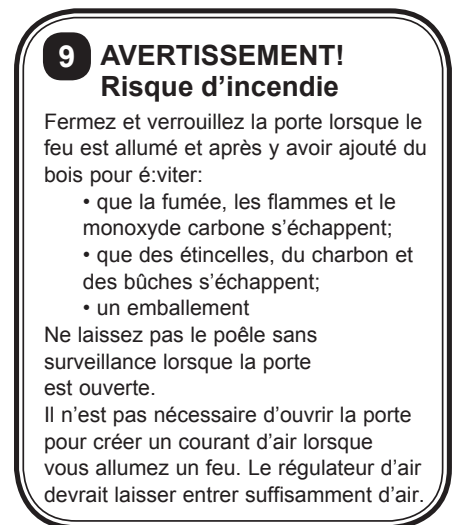 9 AVERTISSEMENT!
Risque d’incendie
Fermez et verrouillez la porte lorsque le
feu est allumé et après y avoir ajouté du
bois pour é:viter:
• que la fumée, les flammes et le
monoxyde carbone s’échappent;
• que des étincelles, du charbon et
des bûches s’échappent;
• un emballement
Ne laissez pas le poêle sans
surveillance lorsque la porte
est ouverte.
Il n’est pas nécessaire d’ouvrir la porte
pour créer un courant d’air lorsque
vous allumez un feu. Le régulateur d’air
devrait laisser entrer suffisamment d’air.